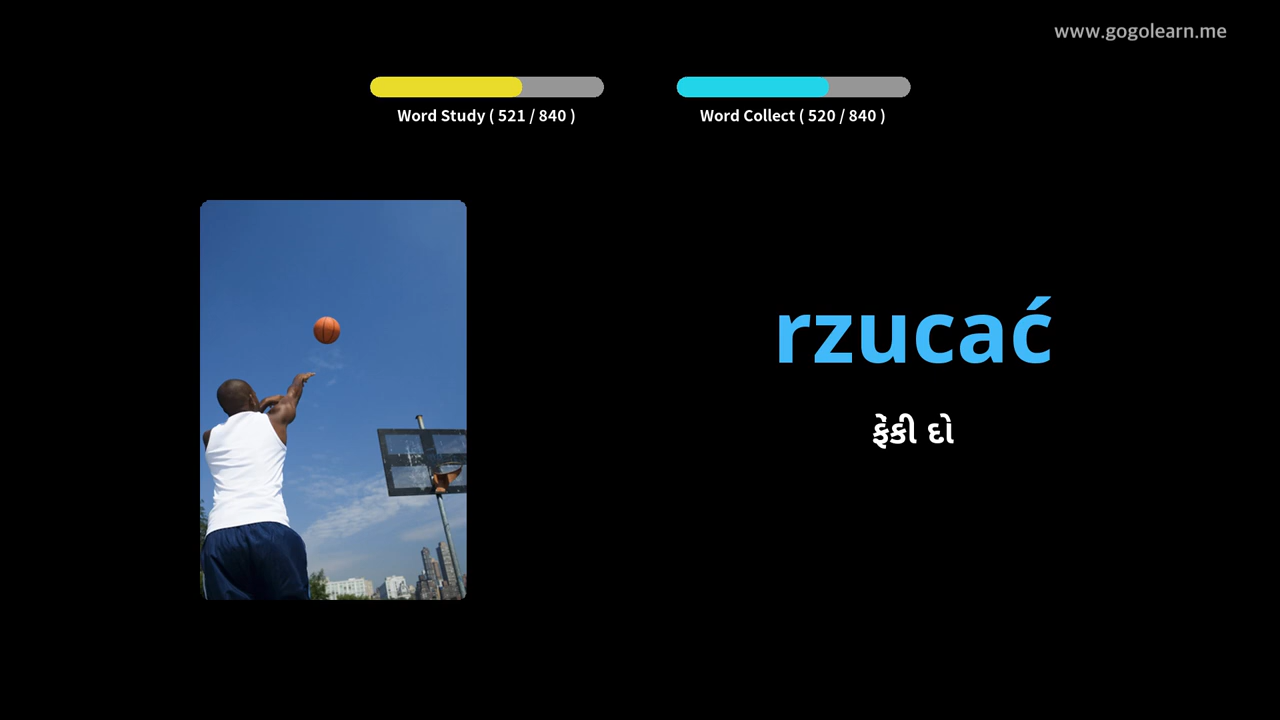 www.gogolearn.me
Word Study ( 521 / 840 )
Word Collect ( 520 / 840 )
rzucać
ફેંકી દો